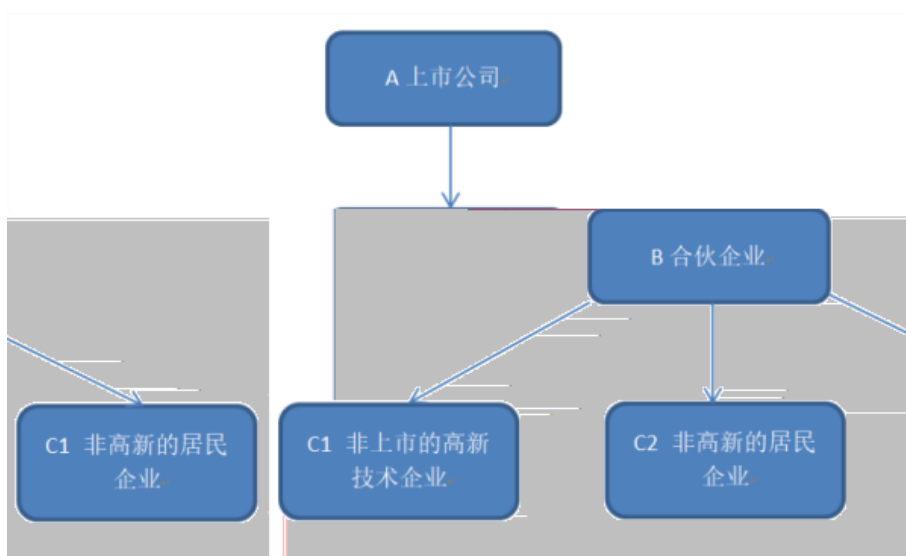 A 上市公司
B 合伙企业
C1 非高新的居民
企业
C1 非上市的高新
技术企业
C2 非高新的居民
企业